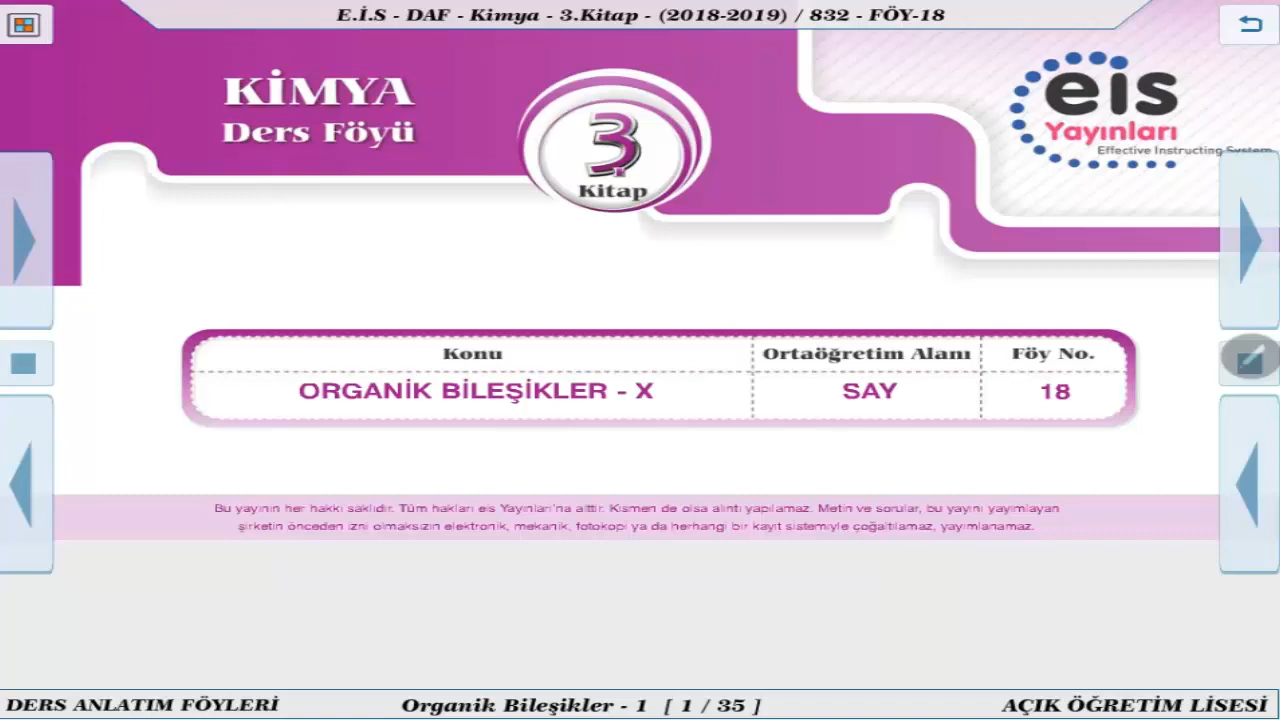 E.İ.S - DAF - Kimya - 3.Kitap - (2018-2019) / 832 - FÖY-18
KİMYA
Ders Föyü
3.
Kitap
eis
Yayınları
Effective Instructing System
Konu
Ortaöğretim Alanı
Föy No.
ORGANİK BİLEŞİKLER - X
SAY
18
Bu yayının her hakkı saklıdır. Tüm hakları eis Yayınları'na aittir. Kısmen de olsa alıntı yapılamaz. Metin ve sorular, bu yayını yayımlayan
şirketin önceden izni olmaksızın elektronik, mekanik, fotokopi ya da herhangi bir kayıt sistemiyle çoğaltılamaz, yayımlanamaz.
DERS ANLATIM FÖYLERİ
Organik Bileşikler - 1 [ 1 / 35 ]
AÇIK ÖĞRETİM LİSESİ